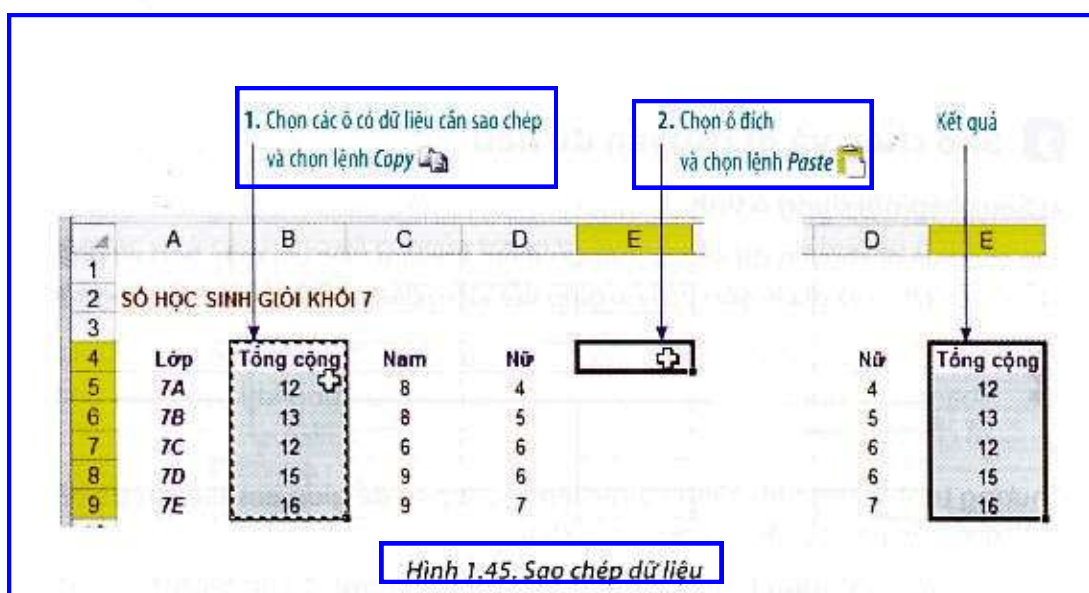 1. Chọn các ô có dữ liệu cần sao chép
và chọn lệnh Copy
2. Chọn ô đích
và chọn lệnh Paste
Kết quả
A B C D E D E
1
2 SỐ HỌC SINH GIỎI KHỐI 7
3
4 Lớp Tổng cộng Nam Nữ Nữ Tổng cộng
5 7A 12 8 4 4 12
6 7B 13 8 5 5 13
7 7C 12 6 6 6 12
8 7D 15 9 6 6 15
9 7E 16 9 7 7 16
Hình 1.45. Sao chép dữ liệu